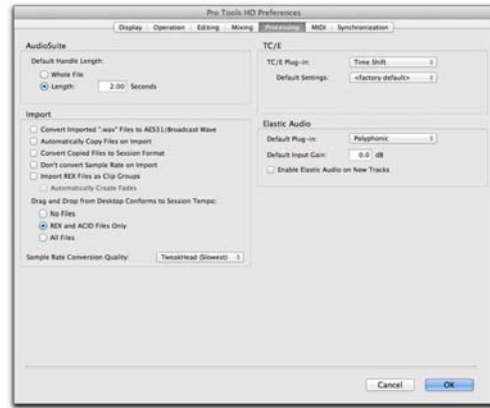 Pro Tools HD Preferences
Display Operation Editing Mixing Processing MIDI Synchronization
AudioSuite
Default Handle Length:
Whole File
Length: 2.00 Seconds
Import
Convert Imported ".wav" Files to AES31/Broadcast Wave
Automatically Copy Files on Import
Convert Copied Files to Session Format
Don't convert Sample Rate on Import
Import REX Files as Clip Groups
Automatically Create Fades
Drag and Drop from Desktop Conforms to Session Tempo:
No Files
REX and ACID Files Only
All Files
Sample Rate Conversion Quality: TweakHead (Slowest)
TC/E
TC/E Plug-in: Time Shift
Default Settings: <factory default>
Elastic Audio
Default Plug-in: Polyphonic
Default Input Gain: 0.0 dB
Enable Elastic Audio on New Tracks
Cancel OK